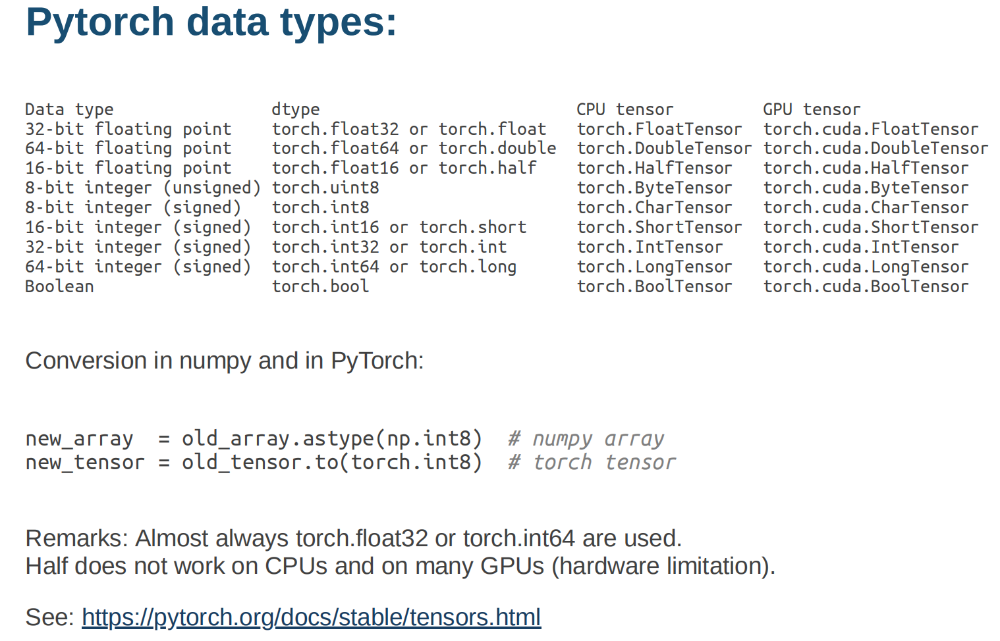 Pytorch data types:
Data type dtype CPU tensor GPU tensor
32-bit floating point torch.float32 or torch.float torch.FloatTensor torch.cuda.FloatTensor
64-bit floating point torch.float64 or torch.double torch.DoubleTensor torch.cuda.DoubleTensor
16-bit floating point torch.float16 or torch.half torch.HalfTensor torch.cuda.HalfTensor
8-bit integer (unsigned) torch.uint8 torch.ByteTensor torch.cuda.ByteTensor
8-bit integer (signed) torch.int8 torch.CharTensor torch.cuda.CharTensor
16-bit integer (signed) torch.int16 or torch.short torch.ShortTensor torch.cuda.ShortTensor
32-bit integer (signed) torch.int32 or torch.int torch.IntTensor torch.cuda.IntTensor
64-bit integer (signed) torch.int64 or torch.long torch.LongTensor torch.cuda.LongTensor
Boolean torch.bool torch.BoolTensor torch.cuda.BoolTensor
Conversion in numpy and in PyTorch:
new_array = old_array.astype(np.int8) # numpy array
new_tensor = old_tensor.to(torch.int8) # torch tensor
Remarks: Almost always torch.float32 or torch.int64 are used.
Half does not work on CPUs and on many GPUs (hardware limitation).
See: https://pytorch.org/docs/stable/tensors.html